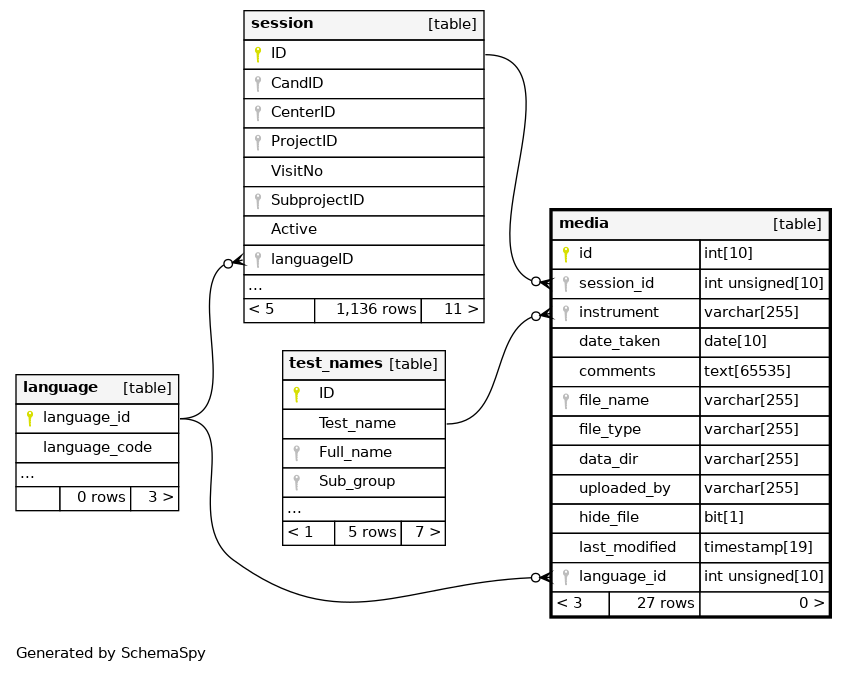 session [table]
ID
CandID
CenterID
ProjectID
VisitNo
SubprojectID
Active
languageID
...
< 5 1,136 rows 11 >
media [table]
id int[10]
session_id int unsigned[10]
instrument varchar[255]
date_taken date[10]
comments text[65535]
file_name varchar[255]
file_type varchar[255]
data_dir varchar[255]
uploaded_by varchar[255]
hide_file bit[1]
last_modified timestamp[19]
language_id int unsigned[10]
< 3 27 rows 0 >
test_names [table]
ID
Test_name
Full_name
Sub_group
...
< 1 5 rows 7 >
language [table]
language_id
language_code
...
0 rows 3 >
Generated by SchemaSpy